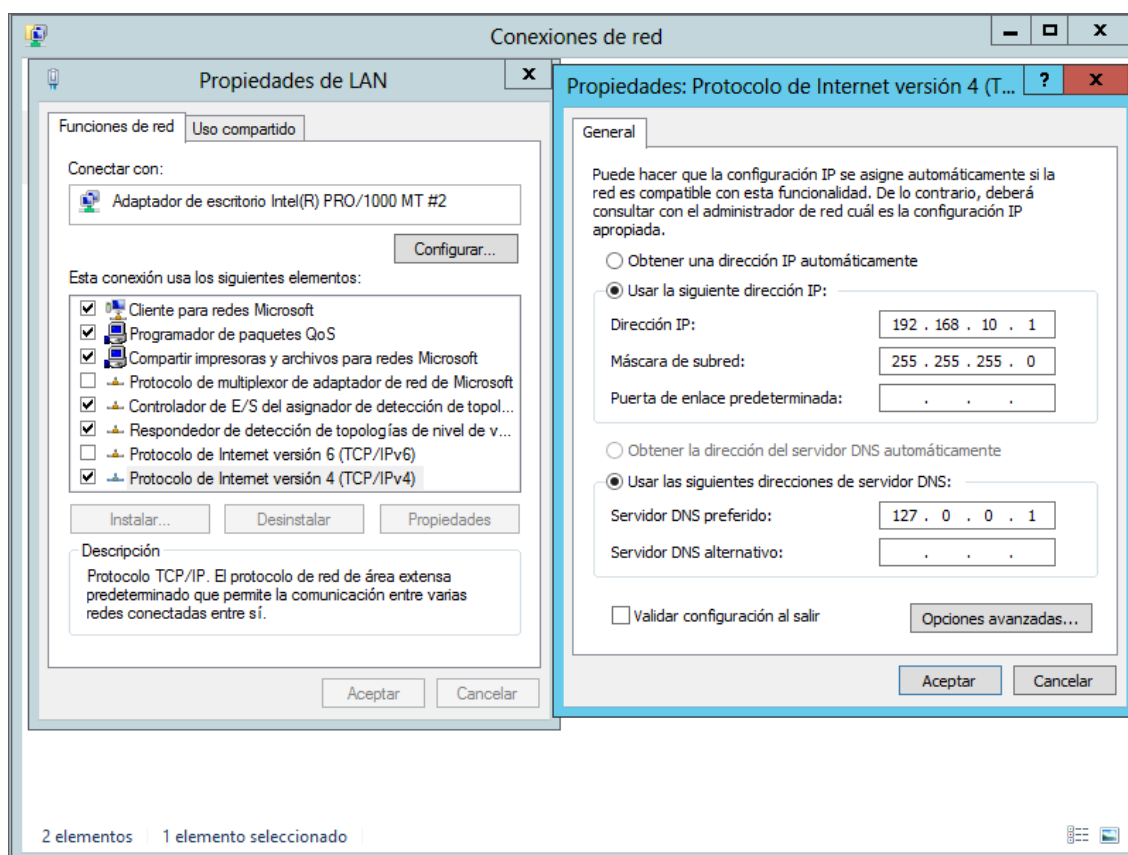 Conexiones de red
Propiedades de LAN
Funciones de red
Uso compartido
Conectar con:
Adaptador de escritorio Intel(R) PRO/1000 MT #2
Configurar...
Esta conexión usa los siguientes elementos:
Cliente para redes Microsoft
Programador de paquetes QoS
Compartir impresoras y archivos para redes Microsoft
Protocolo de multiplexor de adaptador de red de Microsoft
Controlador de E/S del asignador de detección de topol...
Respondedor de detección de topologías de nivel de v...
Protocolo de Internet versión 6 (TCP/IPv6)
Protocolo de Internet versión 4 (TCP/IPv4)
Instalar...
Desinstalar
Propiedades
Descripción
Protocolo TCP/IP. El protocolo de red de área extensa
predeterminado que permite la comunicación entre varias
redes conectadas entre sí.
Aceptar
Cancelar
Propiedades: Protocolo de Internet versión 4 (T...
General
Puede hacer que la configuración IP se asigne automáticamente si la
red es compatible con esta funcionalidad. De lo contrario, deberá
consultar con el administrador de red cuál es la configuración IP
apropiada.
Obtener una dirección IP automáticamente
Usar la siguiente dirección IP:
Dirección IP: 192 . 168 . 10 . 1
Máscara de subred: 255 . 255 . 255 . 0
Puerta de enlace predeterminada: . . .
Obtener la dirección del servidor DNS automáticamente
Usar las siguientes direcciones de servidor DNS:
Servidor DNS preferido: 127 . 0 . 0 . 1
Servidor DNS alternativo: . . .
Validar configuración al salir
Opciones avanzadas...
Aceptar
Cancelar
2 elementos
1 elemento seleccionado